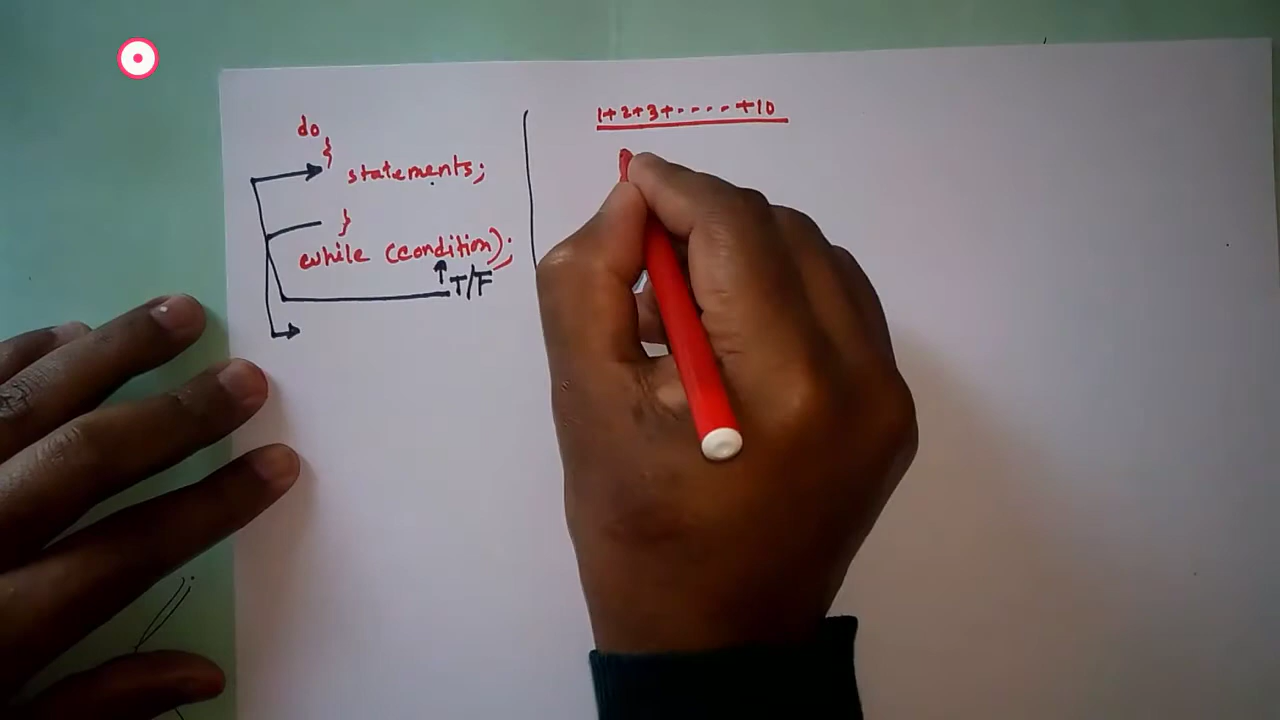 do
}
statements;
}
while (condition);
T/F
1+2+3+.....+10